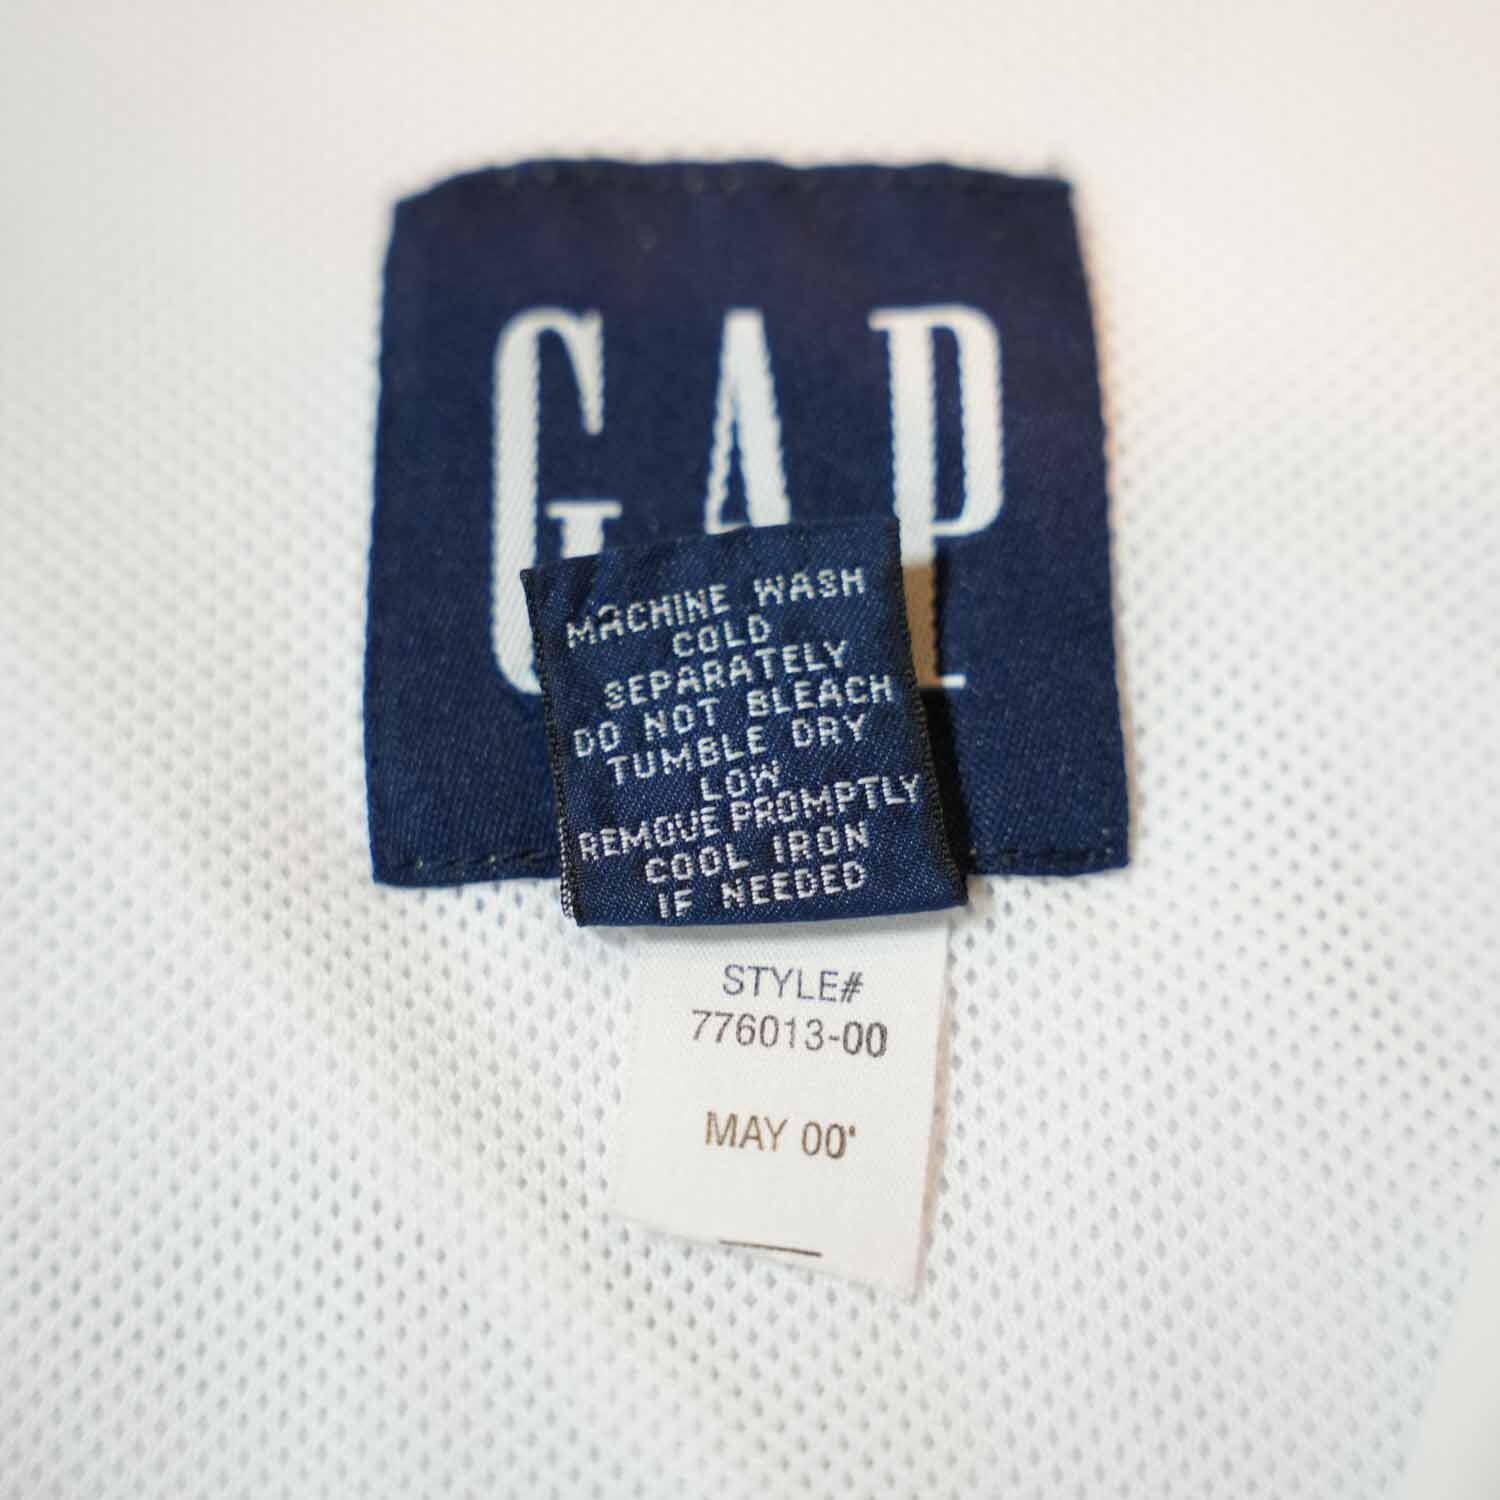 GAP
MACHINE WASH
COLD
SEPARATELY
DO NOT BLEACH
TUMBLE DRY
LOW
REMOVE PROMPTLY
COOL IRON
IF NEEDED
STYLE#
776013-00
MAY 00'